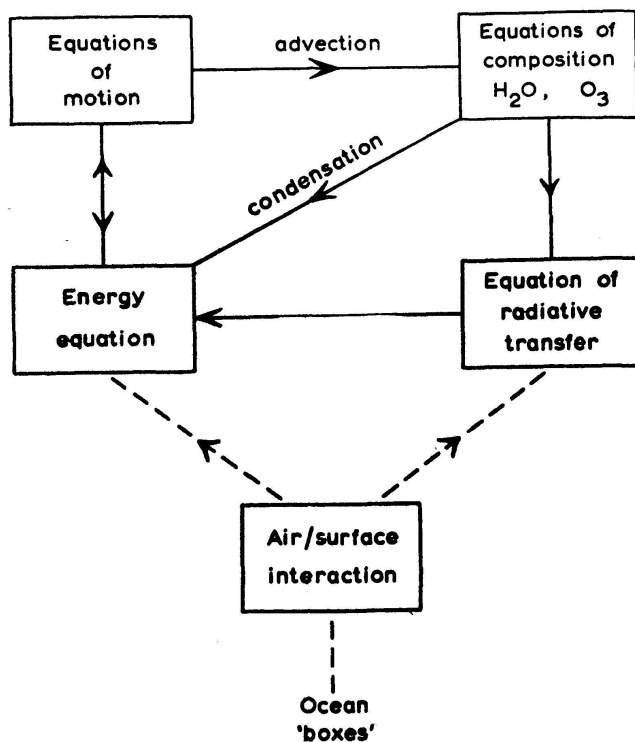 Equations
of
motion
advection
Equations of
composition
H₂O, O₃
condensation
Energy
equation
Equation of
radiative
transfer
Air/surface
interaction
Ocean
'boxes'